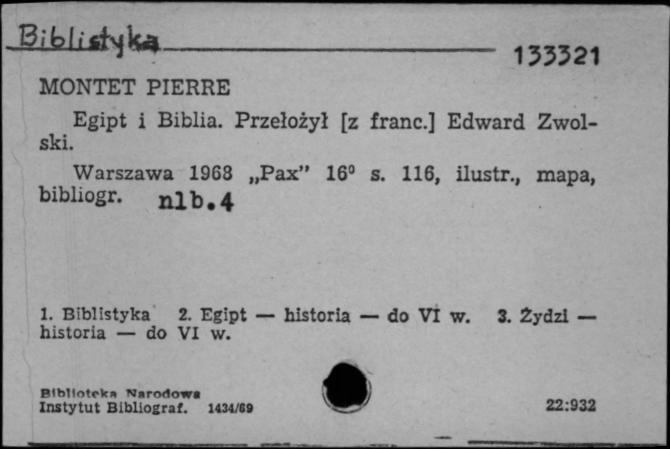 Biblistyka
133321
MONTET PIERRE
Egipt i Biblia. Przełożył [z franc.] Edward Zwol-
ski.
Warszawa 1968 „Pax” 16⁰ s. 116, ilustr., mapa,
bibliogr. nlb.4
1. Biblistyka 2. Egipt — historia — do VI w. 3. Żydzi —
historia — do VI w.
Biblioteka Narodowa
Instytut Bibliograf. 1434/69
22:932